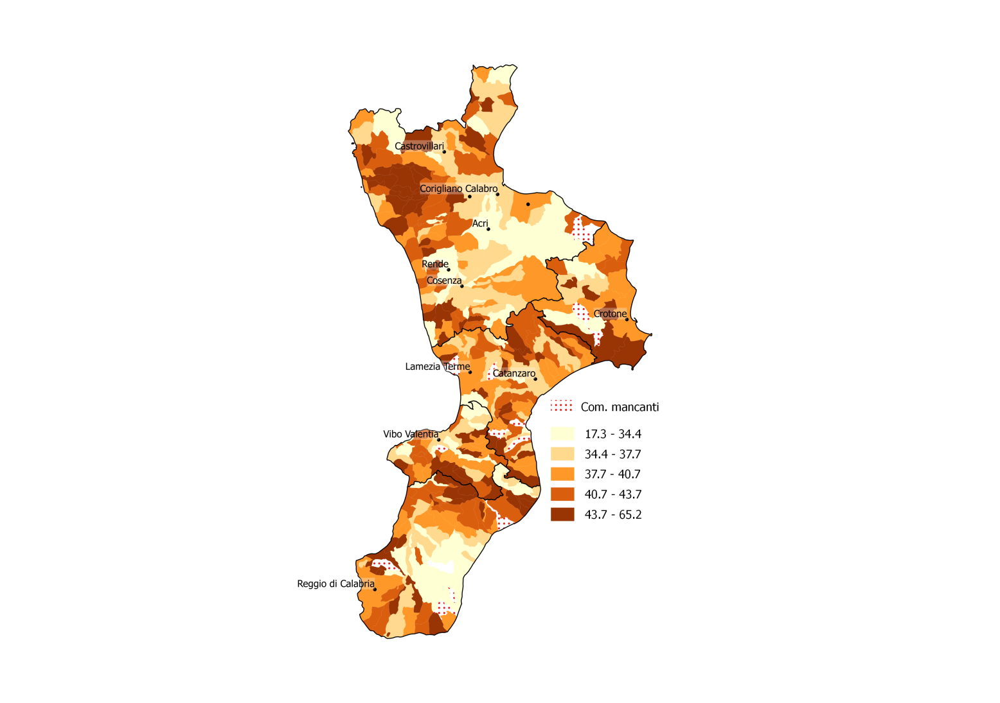 Castrovillari
Corigliano Calabro
Acri
Rende
Cosenza
Crotone
Lamezia Terme
Catanzaro
Com. mancanti
17.3 - 34.4
Vibo Valentia
34.4 - 37.7
37.7 - 40.7
40.7 - 43.7
43.7 - 65.2
Reggio di Calabria